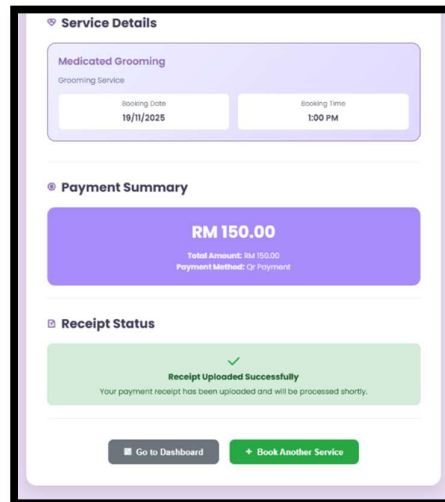 Service Details
Medicated Grooming
Grooming Service
Booking Date
19/11/2025
Booking Time
1:00 PM
Payment Summary
RM 150.00
Total Amount: RM 150.00
Payment Method: Qr Payment
Receipt Status
Receipt Uploaded Successfully
Your payment receipt has been uploaded and will be processed shortly.
Go to Dashboard
Book Another Service